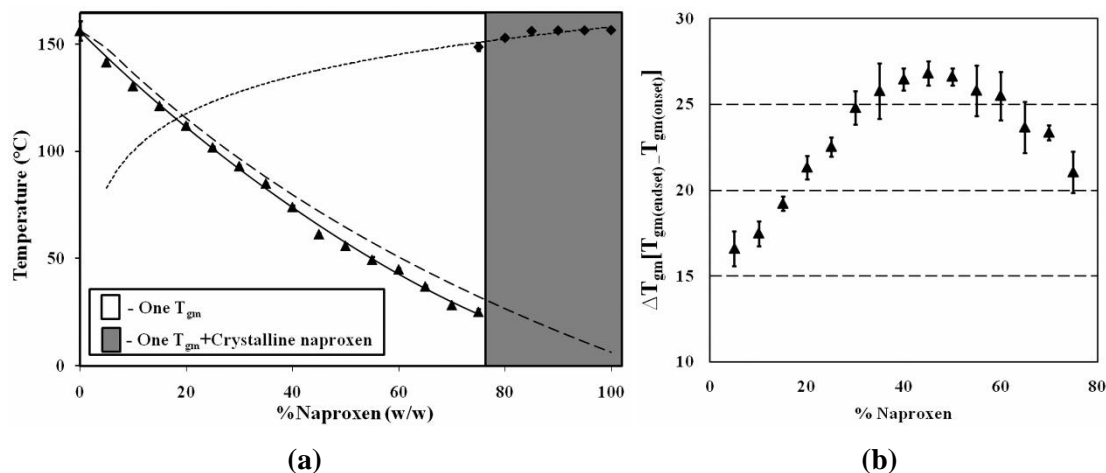 150
100
50
0
Temperature (°C)
- One Tgm
- One Tgm+Crystalline naproxen
0 20 40 60 80 100
%Naproxen (w/w)
(a)
30
25
20
15
10
ΔTgm[Tgm(endset) – Tgm(onset)]
0 20 40 60 80
% Naproxen
(b)